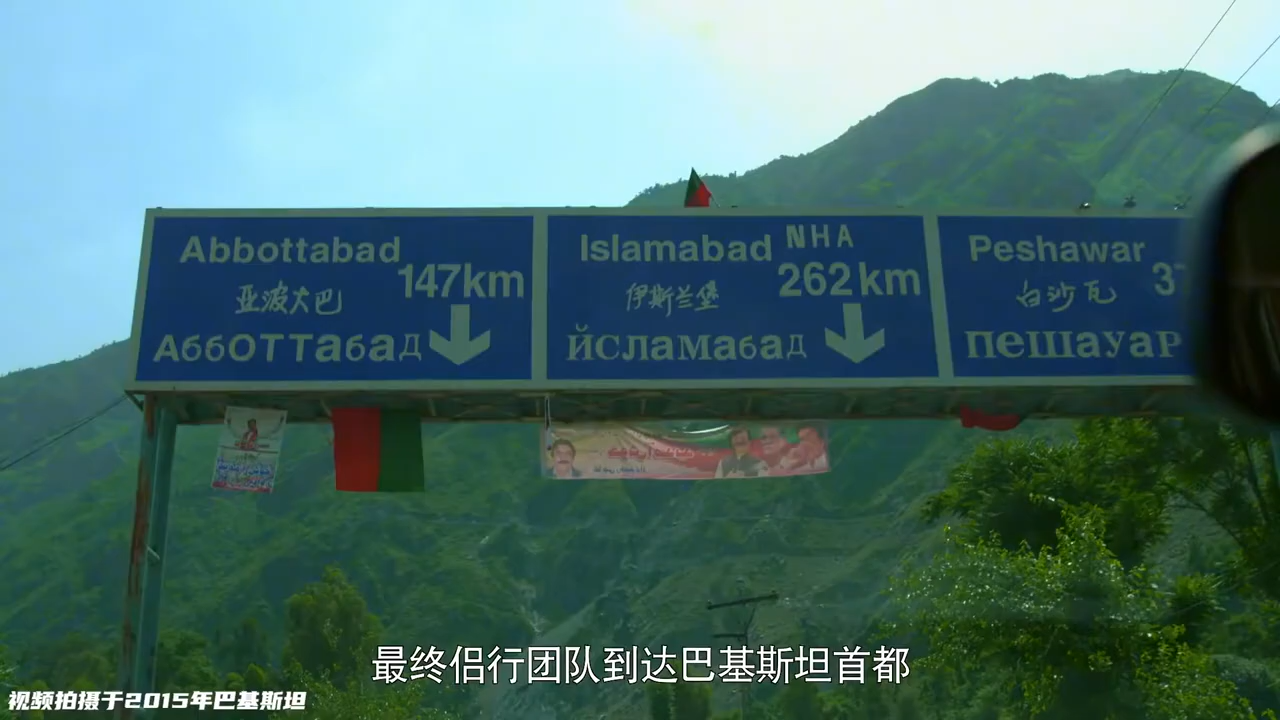 Abbottabad
147km
亚波大巴
Абботтабад
Islamabad NHA
262km
伊斯兰堡
Йсламабад
Peshawar
白沙瓦
Пешауар
最终侣行团队到达巴基斯坦首都
视频拍摄于2015年巴基斯坦